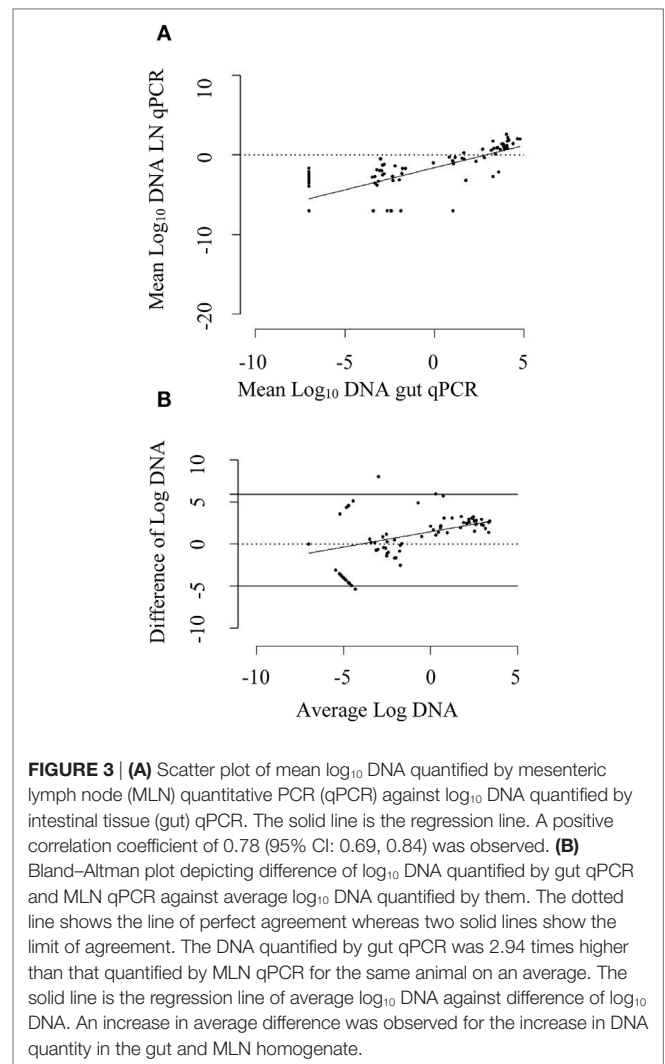 A
Mean Log₁₀ DNA LN qPCR
10
0
-10
-20
-10
-5
0
5
Mean Log₁₀ DNA gut qPCR
B
Difference of Log DNA
10
5
0
-5
-10
-10
-5
0
5
Average Log DNA
FIGURE 3 | (A) Scatter plot of mean log₁₀ DNA quantified by mesenteric
lymph node (MLN) quantitative PCR (qPCR) against log₁₀ DNA quantified by
intestinal tissue (gut) qPCR. The solid line is the regression line. A positive
correlation coefficient of 0.78 (95% CI: 0.69, 0.84) was observed. (B)
Bland–Altman plot depicting difference of log₁₀ DNA quantified by gut qPCR
and MLN qPCR against average log₁₀ DNA quantified by them. The dotted
line shows the line of perfect agreement whereas two solid lines show the
limit of agreement. The DNA quantified by gut qPCR was 2.94 times higher
than that quantified by MLN qPCR for the same animal on an average. The
solid line is the regression line of average log₁₀ DNA against difference of log₁₀
DNA. An increase in average difference was observed for the increase in DNA
quantity in the gut and MLN homogenate.